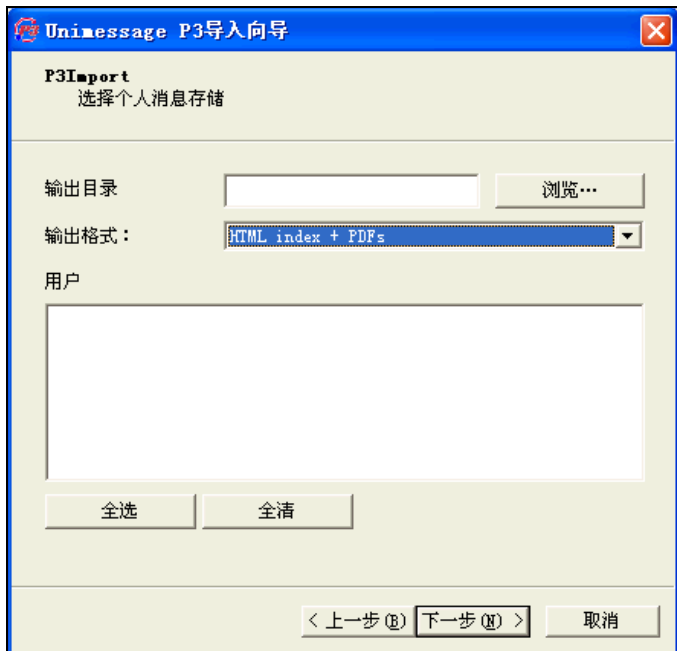 Unimessage P3导入向导
P3Import
选择个人消息存储
输出目录
浏览…
输出格式：
HTML index + PDFs
用户
全选
全清
< 上一步(B)
下一步(N) >
取消